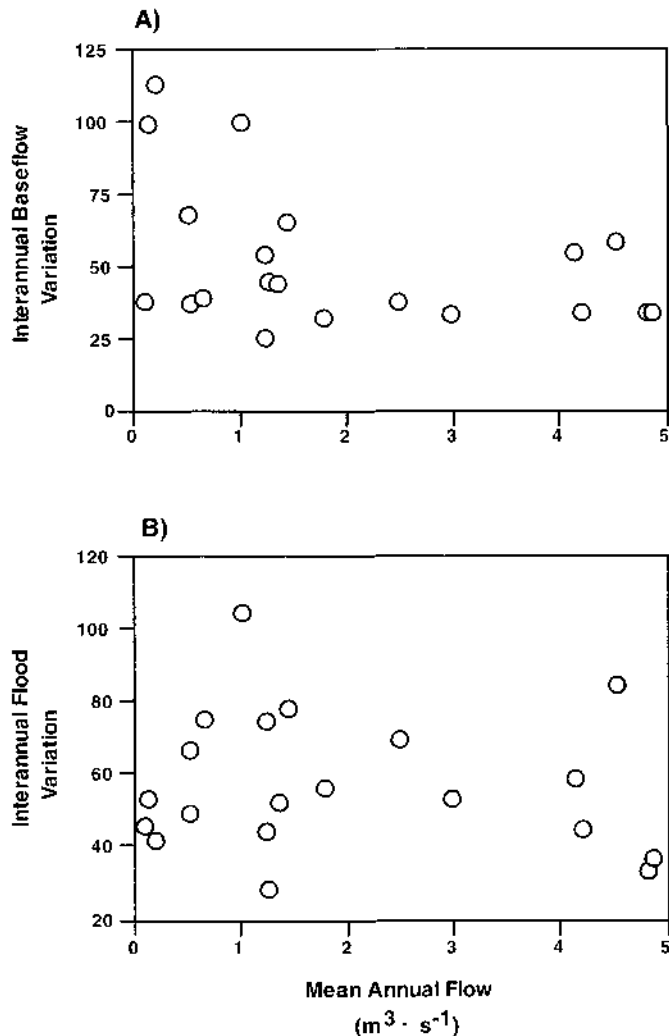 A)
125
100
75
50
25
0
Interannual Baseflow
Variation
0 1 2 3 4 5
B)
120
100
80
60
40
20
Interannual Flood
Variation
0 1 2 3 4 5
Mean Annual Flow
(m³ · s⁻¹)